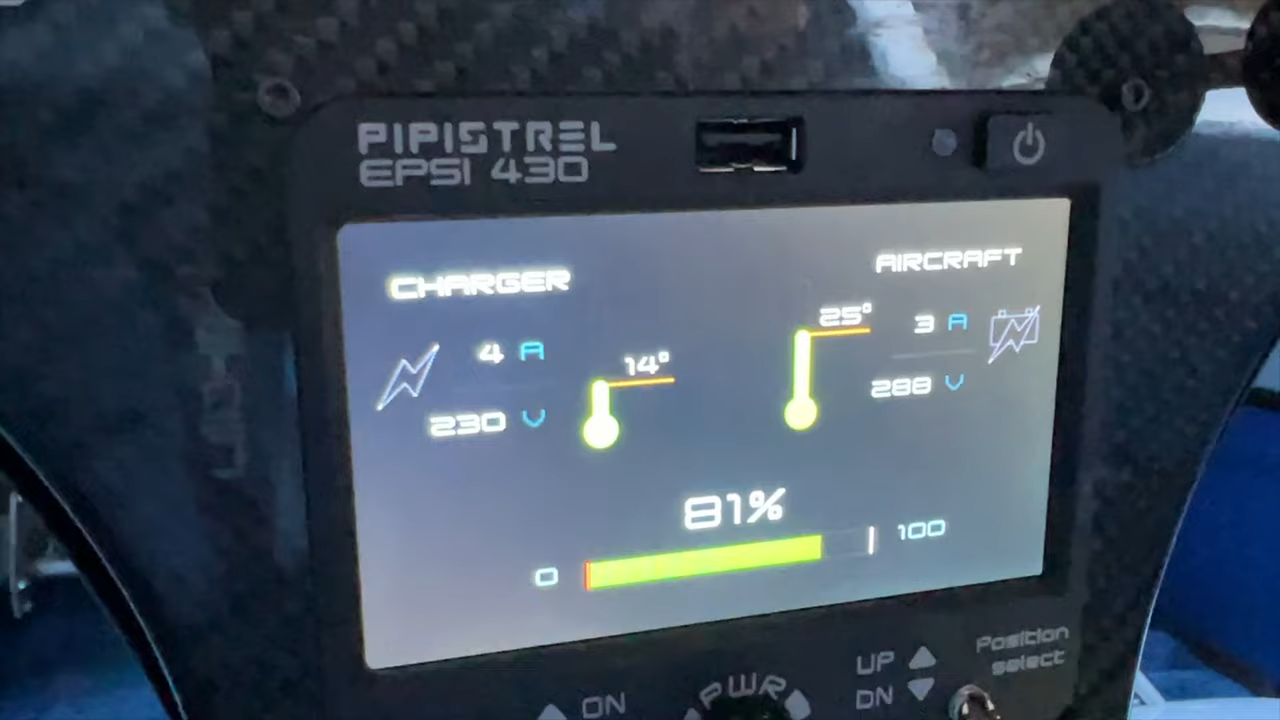 PIPISTREL
EPSI 430
CHARGER
AIRCRAFT
4 A
14°
25°
3 A
230 V
288 V
81%
0
100
ON
PWR
UP
DN
Position
select